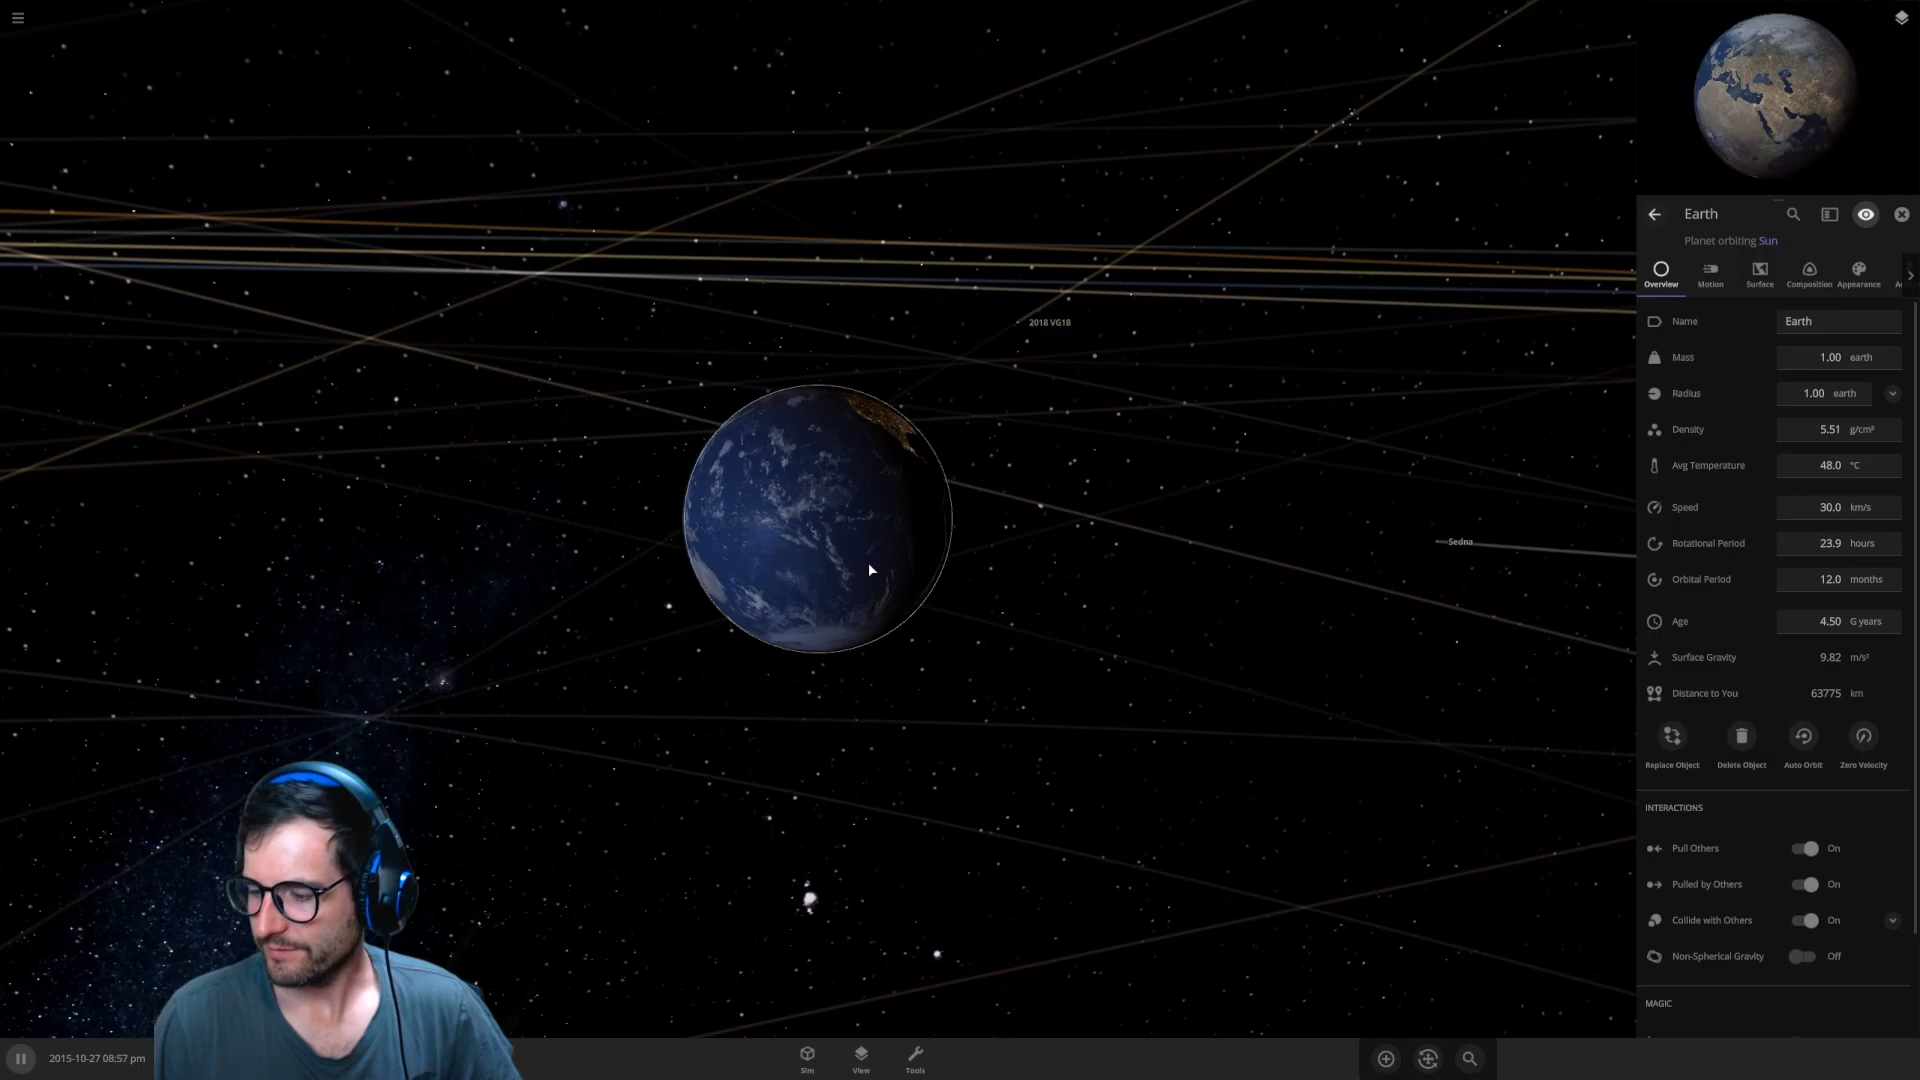 Earth
Planet orbiting Sun
Overview Motion Surface Composition Appearance
Name Earth
Mass 1.00 earth
Radius 1.00 earth
Density 5.51 g/cm³
Avg Temperature 48.0 °C
Speed 30.0 km/s
Rotational Period 23.9 hours
Orbital Period 12.0 months
Age 4.50 G years
Surface Gravity 9.82 m/s²
Distance to You 63775 km
Replace Object Delete Object Auto Orbit Zero Velocity
INTERACTIONS
Pull Others On
Pulled by Others On
Collide with Others On
Non-Spherical Gravity Off
MAGIC
2018 VG18
Sedna
2015-10-27 08:57 pm
Sim View Tools